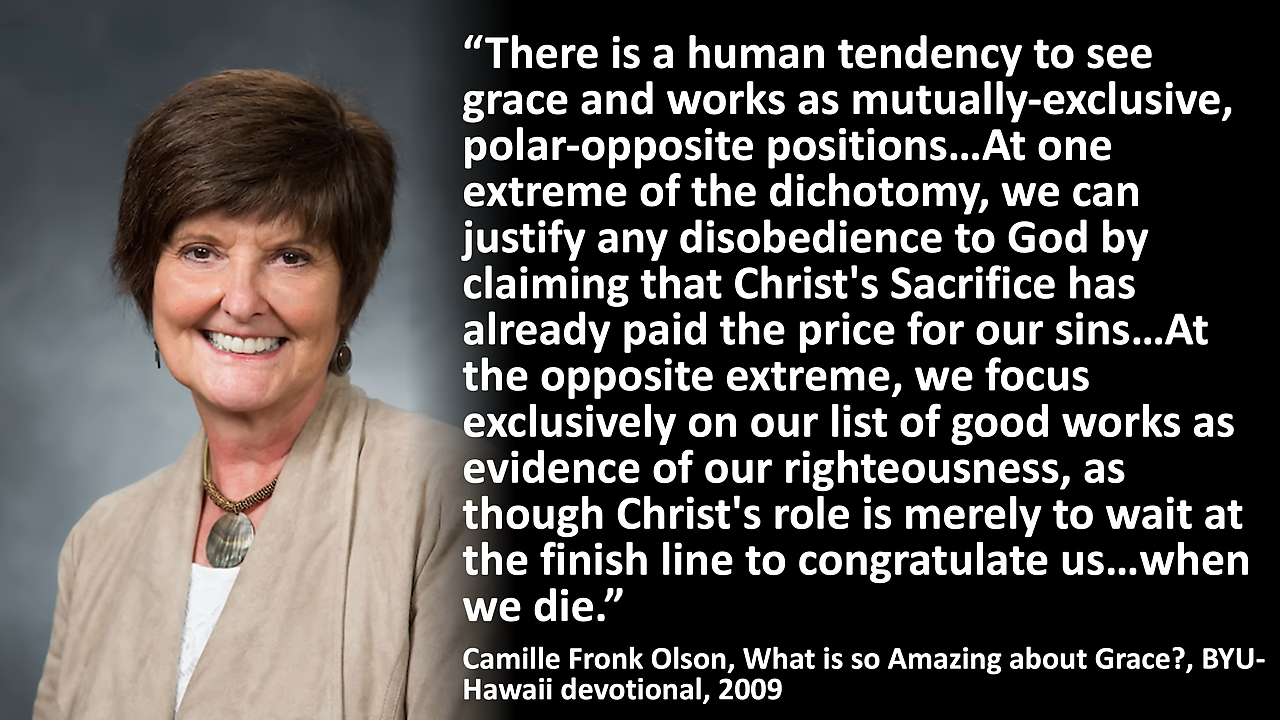 “There is a human tendency to see
grace and works as mutually-exclusive,
polar-opposite positions…At one
extreme of the dichotomy, we can
justify any disobedience to God by
claiming that Christ's Sacrifice has
already paid the price for our sins…At
the opposite extreme, we focus
exclusively on our list of good works as
evidence of our righteousness, as
though Christ's role is merely to wait at
the finish line to congratulate us…when
we die.”
Camille Fronk Olson, What is so Amazing about Grace?, BYU-
Hawaii devotional, 2009